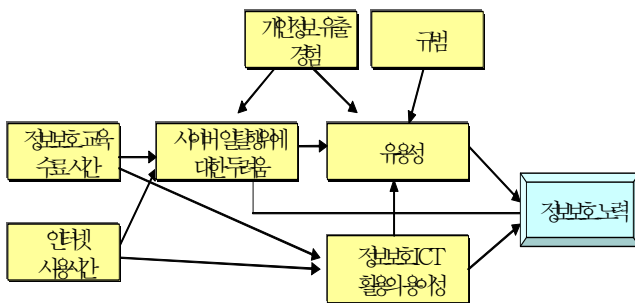 개인정보 유출
경험
규범
정보보호 교육
수료시간
사이버 일탈행위에
대한 두려움
유용성
정보보호 노력
인터넷
사용시간
정보보호 ICT
활용의 용이성